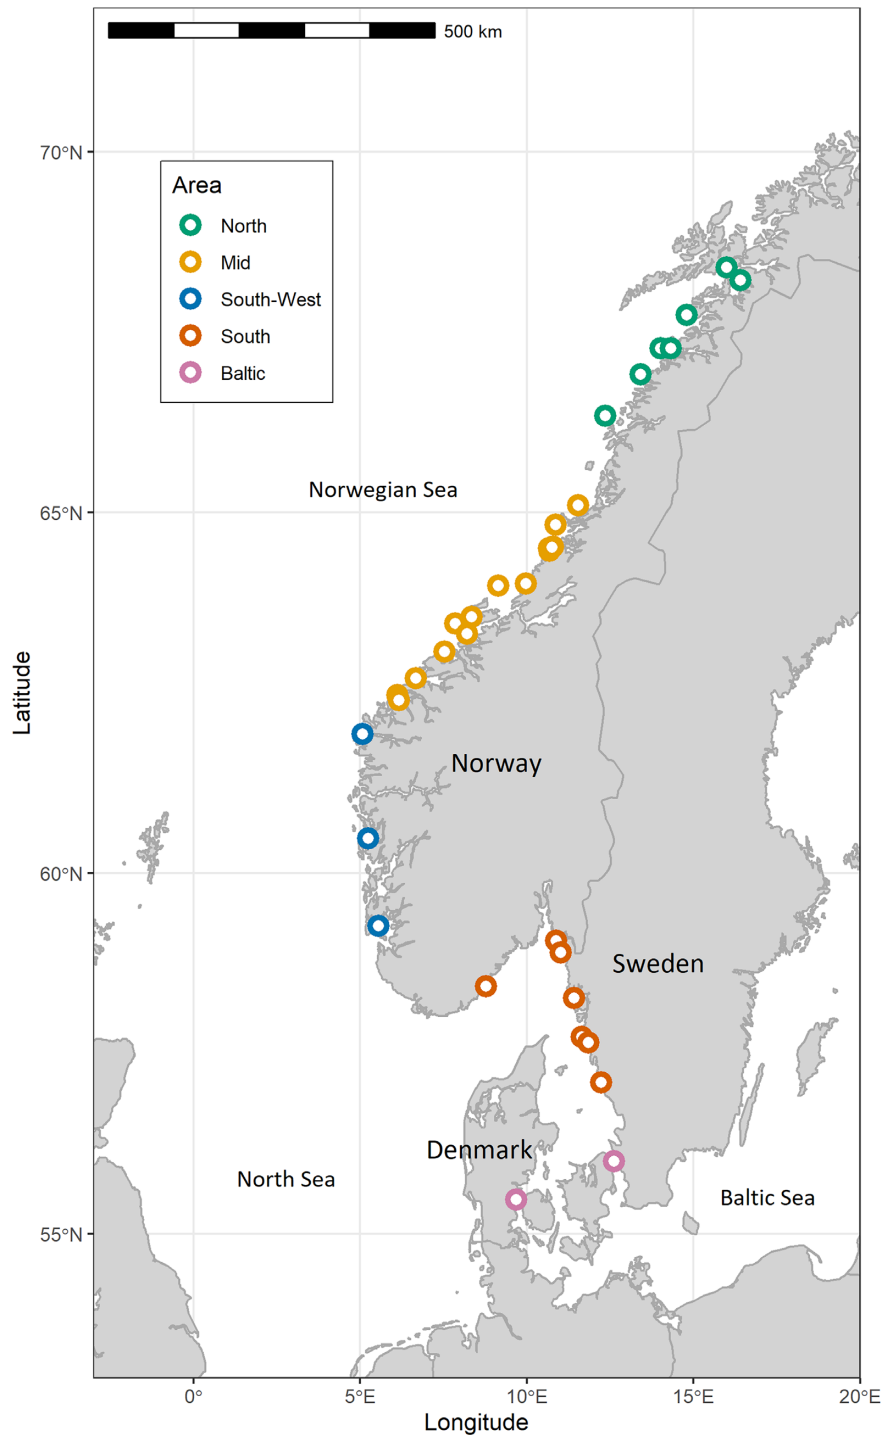 500 km
70°N
Area
North
Mid
South-West
South
Baltic
Norwegian Sea
65°N
Latitude
Norway
60°N
Sweden
Denmark
North Sea
Baltic Sea
55°N
0°
5°E
10°E
15°E
20°E
Longitude